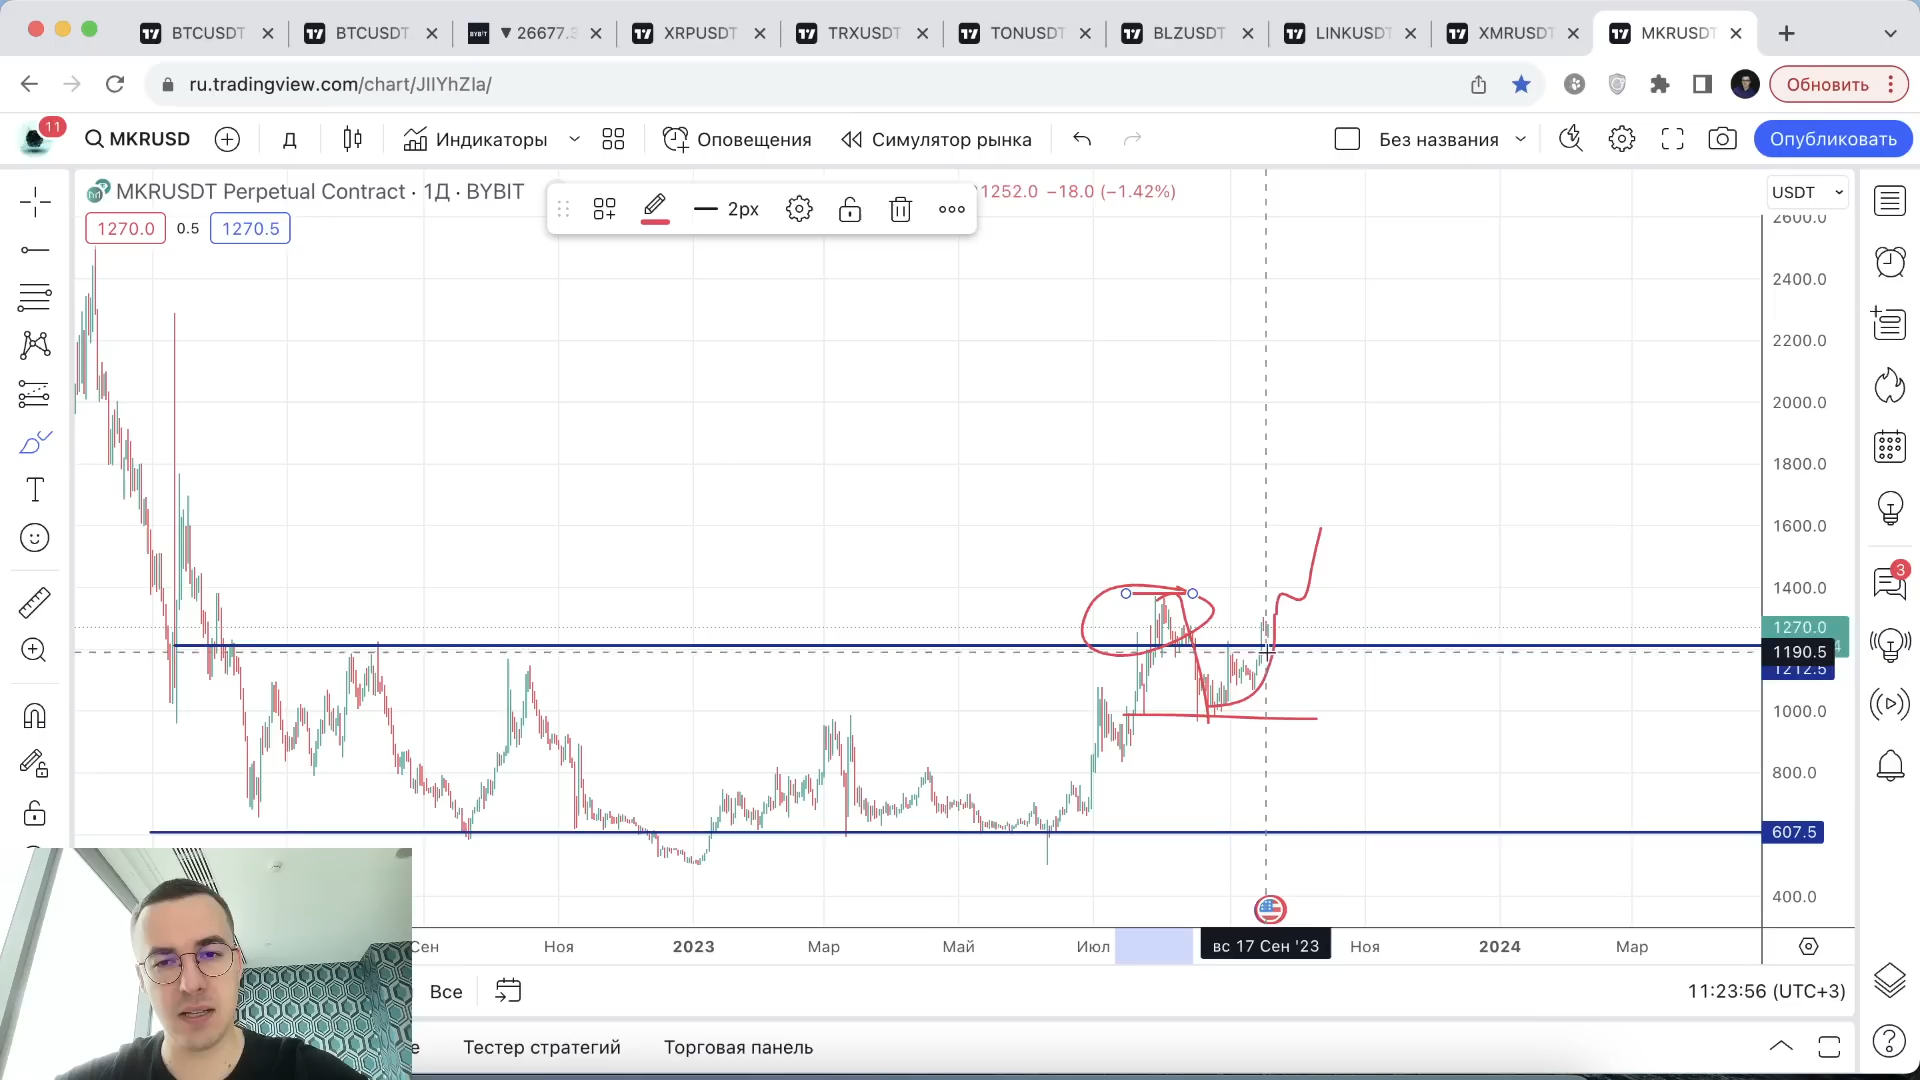 BTCUSDT
BTCUSDT
BYBIT ▼ 26677.
XRPUSDT
TRXUSDT
TONUSDT
BLZUSDT
LINKUSDT
XMRUSDT
MKRUSDT
ru.tradingview.com/chart/JIIYhZIa/
Обновить
11
MKRUSD
Д
Индикаторы
Оповещения
Симулятор рынка
Без названия
Опубликовать
MKRUSDT Perpetual Contract · 1Д · BYBIT
1252.0 −18.0 (−1.42%)
2px
USDT
1270.0
0.5
1270.5
2600.0
2400.0
2200.0
2000.0
1800.0
1600.0
1400.0
1270.0
1190.5
1212.5
1000.0
800.0
607.5
400.0
3
Сен
Ноя
2023
Мар
Май
Июл
вс 17 Сен '23
Ноя
2024
Мар
Все
11:23:56 (UTC+3)
Тестер стратегий
Торговая панель